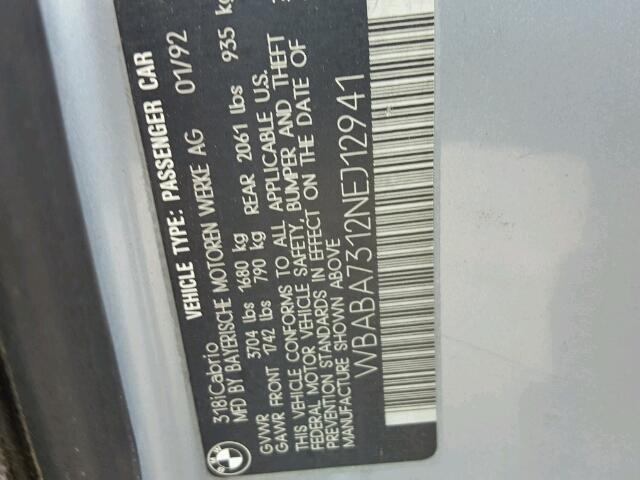 VEHICLE TYPE: PASSENGER CAR
318iCabrio 01/92
MFD BY BAYERISCHE MOTOREN WERKE AG
GVWR 3704 lbs 1680 kg REAR 2061 lbs 935 kg
GAWR FRONT 1742 lbs 790 kg
THIS VEHICLE CONFORMS TO ALL APPLICABLE U.S.
FEDERAL MOTOR VEHICLE SAFETY, BUMPER AND THEFT
PREVENTION STANDARDS IN EFFECT ON THE DATE OF
MANUFACTURE SHOWN ABOVE
WBABA7312NEJ12941